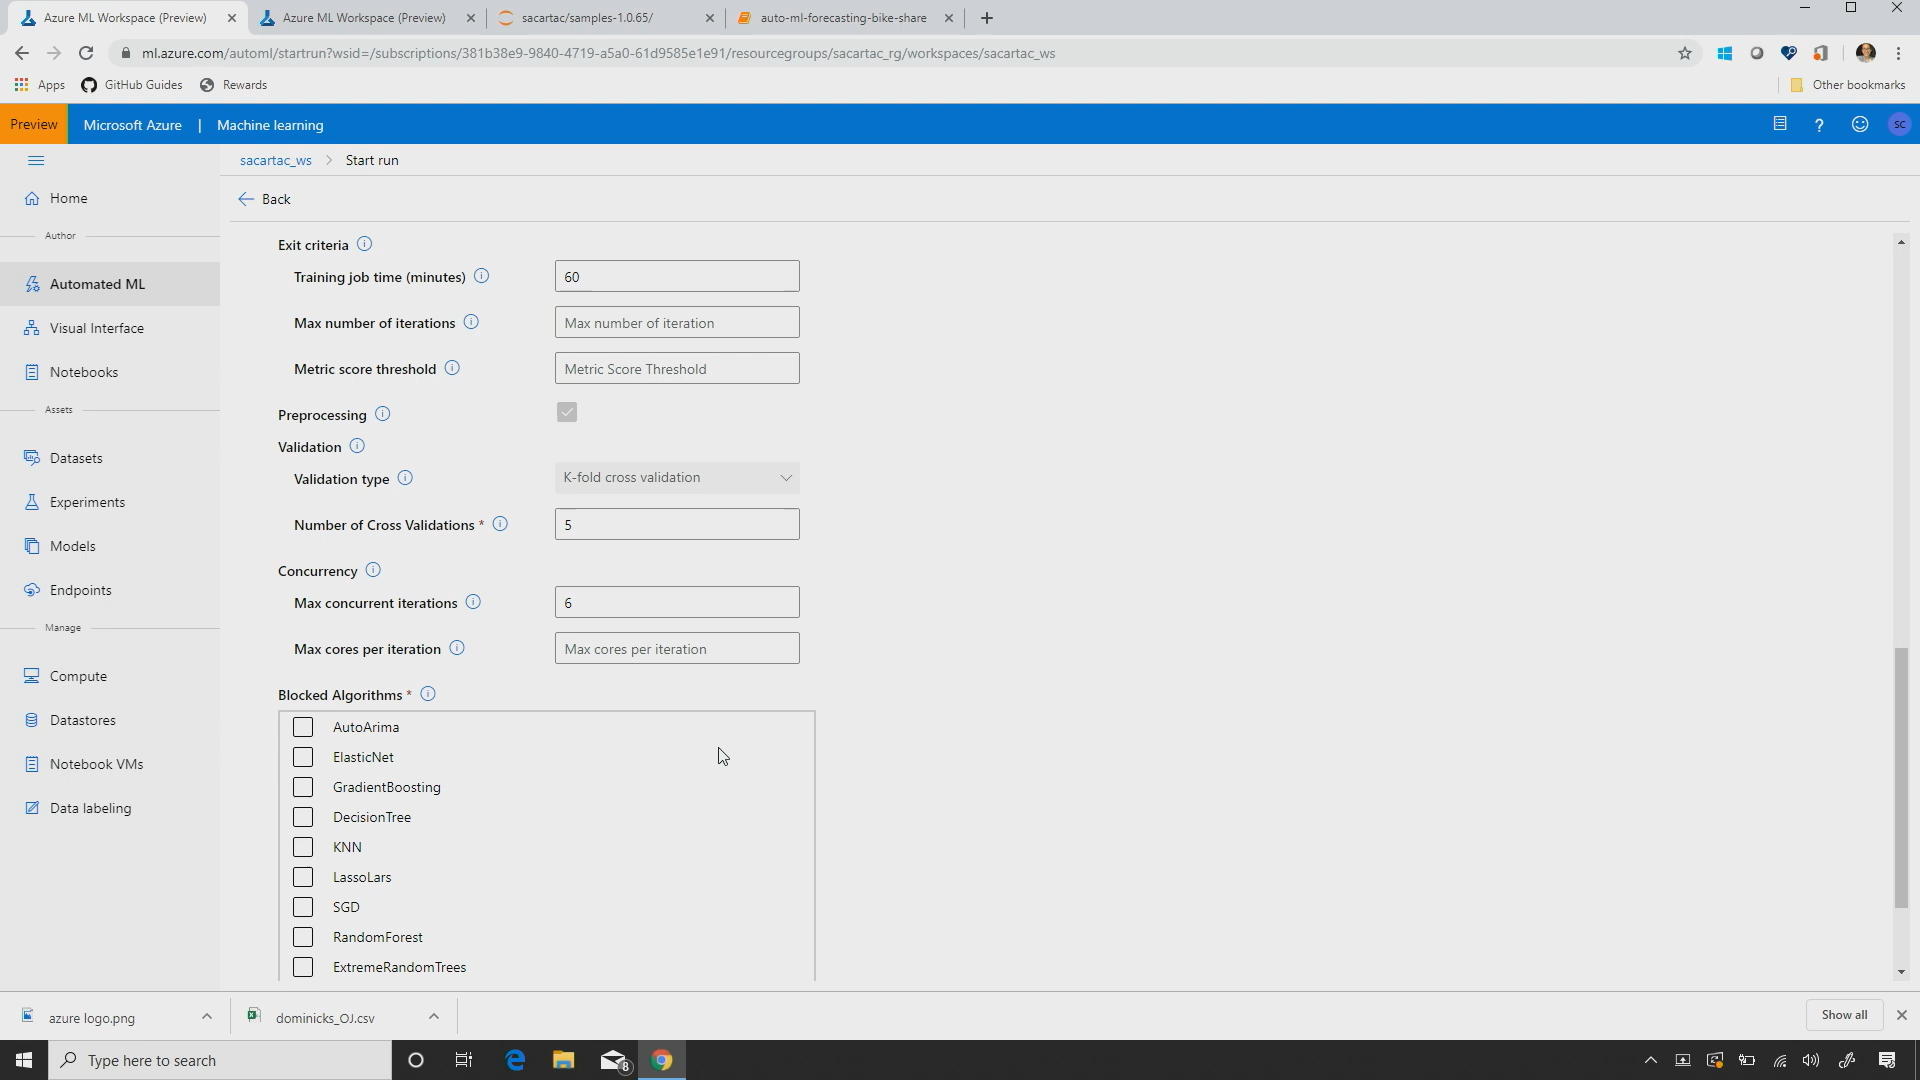 Azure ML Workspace (Preview)
Azure ML Workspace (Preview)
sacartac/samples-1.0.65/
auto-ml-forecasting-bike-share
ml.azure.com/automl/startrun?wsid=/subscriptions/381b38e9-9840-4719-a5a0-61d9585e1e91/resourcegroups/sacartac_rg/workspaces/sacartac_ws
Apps
GitHub Guides
Rewards
Other bookmarks
Preview
Microsoft Azure | Machine learning
SC
sacartac_ws > Start run
Back
Home
Author
Automated ML
Visual Interface
Notebooks
Assets
Datasets
Experiments
Models
Endpoints
Manage
Compute
Datastores
Notebook VMs
Data labeling
Exit criteria
Training job time (minutes) 60
Max number of iterations Max number of iteration
Metric score threshold Metric Score Threshold
Preprocessing
Validation
Validation type K-fold cross validation
Number of Cross Validations * 5
Concurrency
Max concurrent iterations 6
Max cores per iteration Max cores per iteration
Blocked Algorithms *
AutoArima
ElasticNet
GradientBoosting
DecisionTree
KNN
LassoLars
SGD
RandomForest
ExtremeRandomTrees
azure logo.png
dominicks_OJ.csv
Show all
Type here to search
8